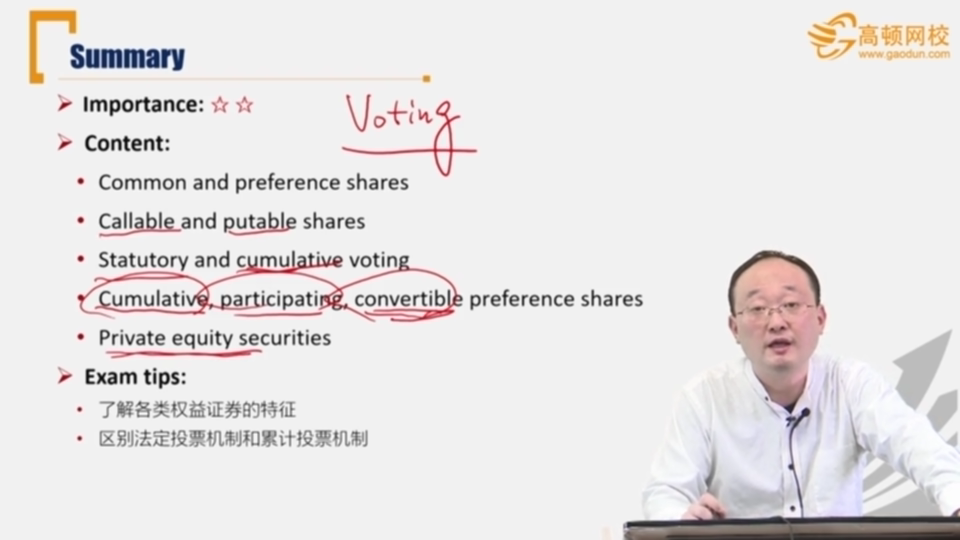 Summary
高顿网校
www.gaodun.com
Importance: ☆☆
Voting
Content:
Common and preference shares
Callable and putable shares
Statutory and cumulative voting
Cumulative, participating, convertible preference shares
Private equity securities
Exam tips:
了解各类权益证券的特征
区别法定投票机制和累计投票机制